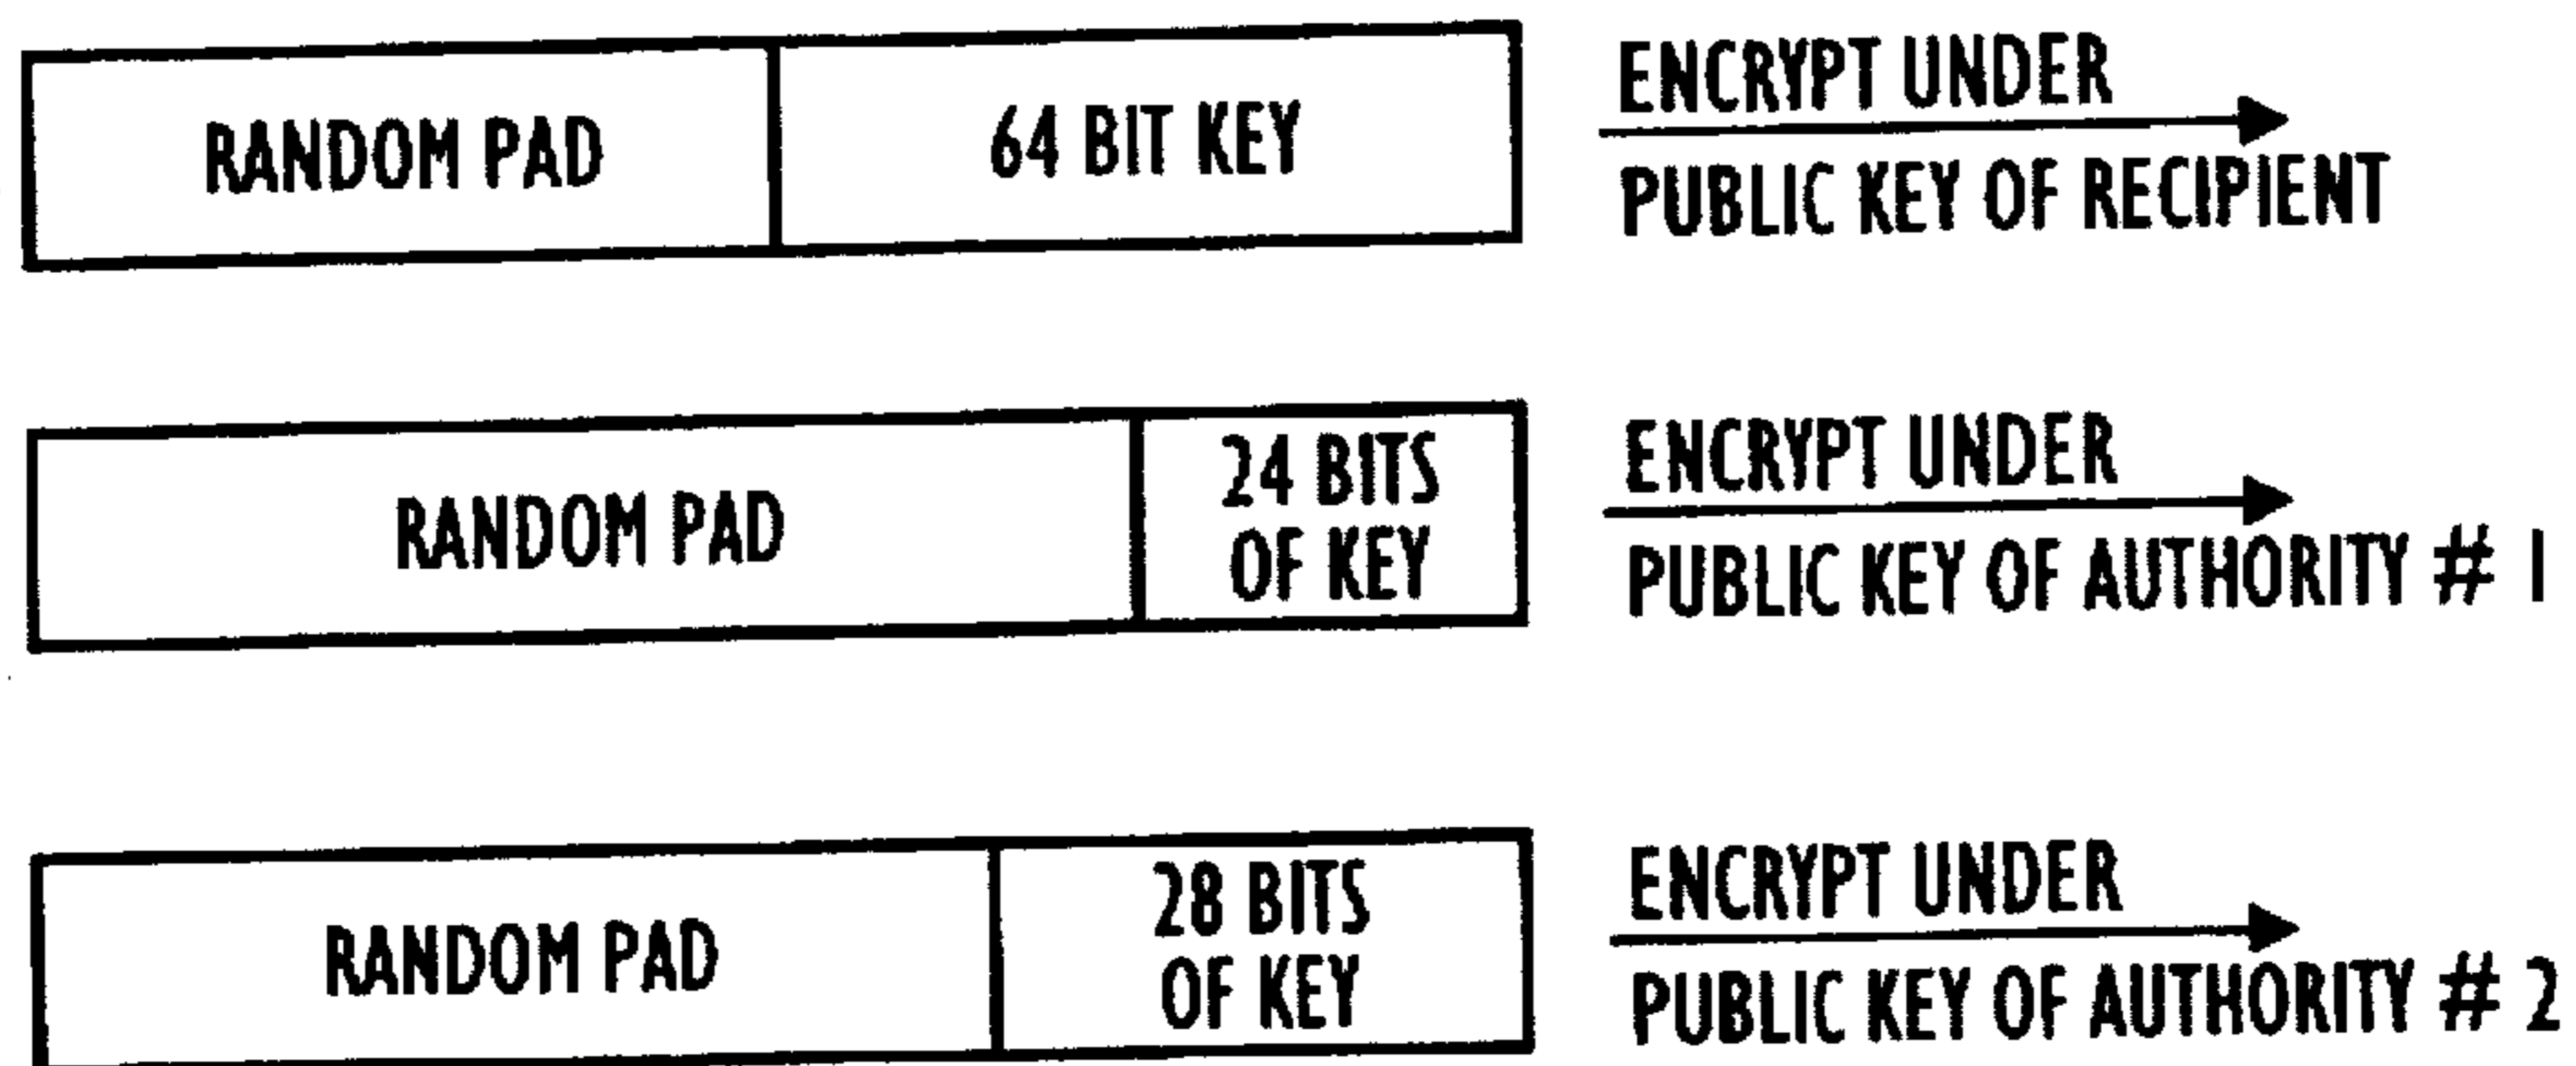 RANDOM PAD
64 BIT KEY
ENCRYPT UNDER
PUBLIC KEY OF RECIPIENT
RANDOM PAD
24 BITS
OF KEY
ENCRYPT UNDER
PUBLIC KEY OF AUTHORITY # 1
RANDOM PAD
28 BITS
OF KEY
ENCRYPT UNDER
PUBLIC KEY OF AUTHORITY # 2